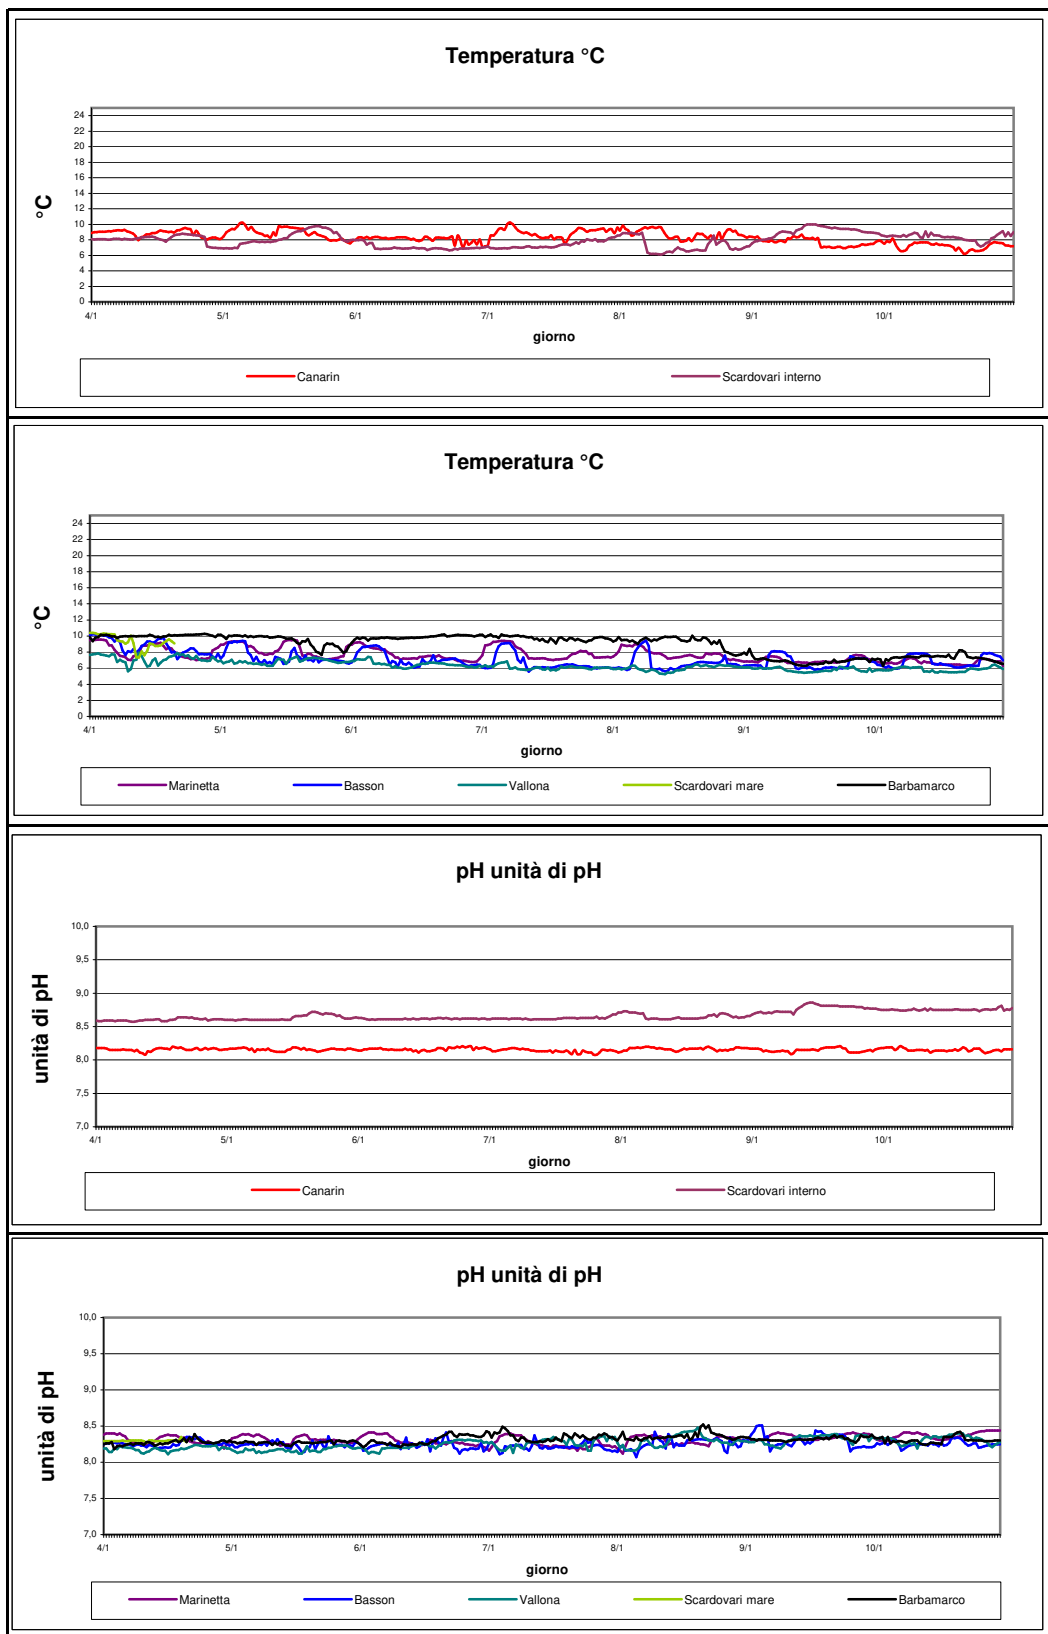 Temperatura °C
°C
24
22
20
18
16
14
12
10
8
6
4
2
0
4/1 5/1 6/1 7/1 8/1 9/1 10/1
giorno
Canarin Scardovari interno
Temperatura °C
°C
24
22
20
18
16
14
12
10
8
6
4
2
0
4/1 5/1 6/1 7/1 8/1 9/1 10/1
giorno
Marinetta Basson Vallona Scardovari mare Barbamarco
pH unità di pH
unità di pH
10,0
9,5
9,0
8,5
8,0
7,5
7,0
4/1 5/1 6/1 7/1 8/1 9/1 10/1
giorno
Canarin Scardovari interno
pH unità di pH
unità di pH
10,0
9,5
9,0
8,5
8,0
7,5
7,0
4/1 5/1 6/1 7/1 8/1 9/1 10/1
giorno
Marinetta Basson Vallona Scardovari mare Barbamarco